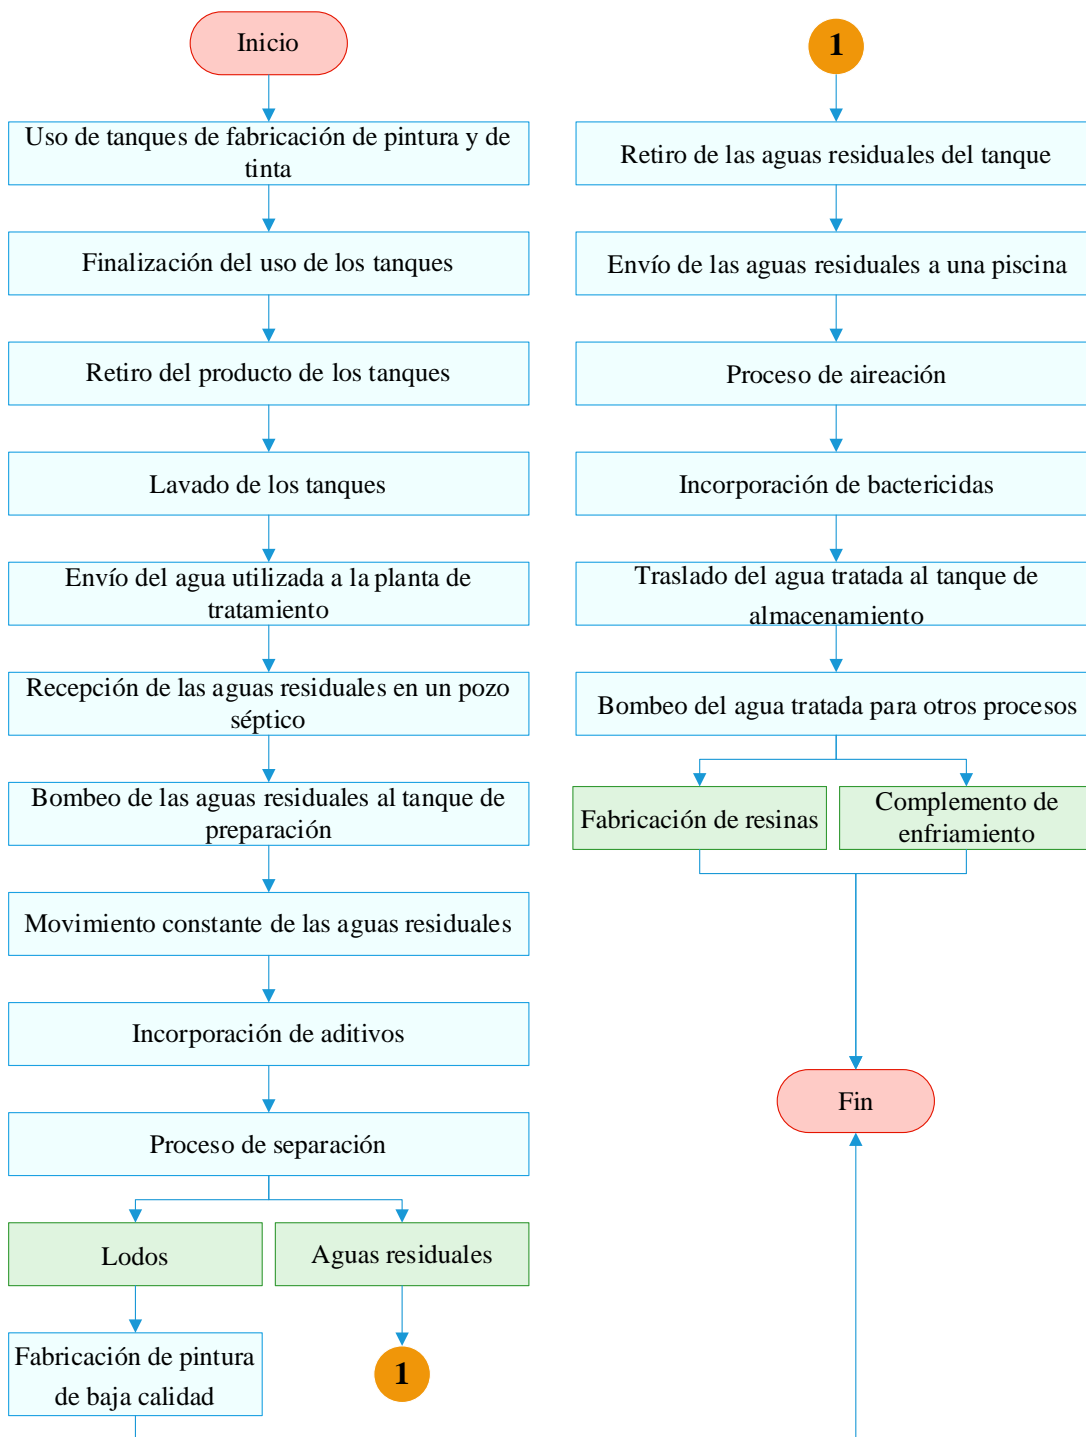 Inicio
Uso de tanques de fabricación de pintura y de
tinta
Finalización del uso de los tanques
Retiro del producto de los tanques
Lavado de los tanques
Envío del agua utilizada a la planta de
tratamiento
Recepción de las aguas residuales en un pozo
séptico
Bombeo de las aguas residuales al tanque de
preparación
Movimiento constante de las aguas residuales
Incorporación de aditivos
Proceso de separación
Lodos
Aguas residuales
Fabricación de pintura
de baja calidad
1
1
Retiro de las aguas residuales del tanque
Envío de las aguas residuales a una piscina
Proceso de aireación
Incorporación de bactericidas
Traslado del agua tratada al tanque de
almacenamiento
Bombeo del agua tratada para otros procesos
Fabricación de resinas
Complemento de
enfriamiento
Fin